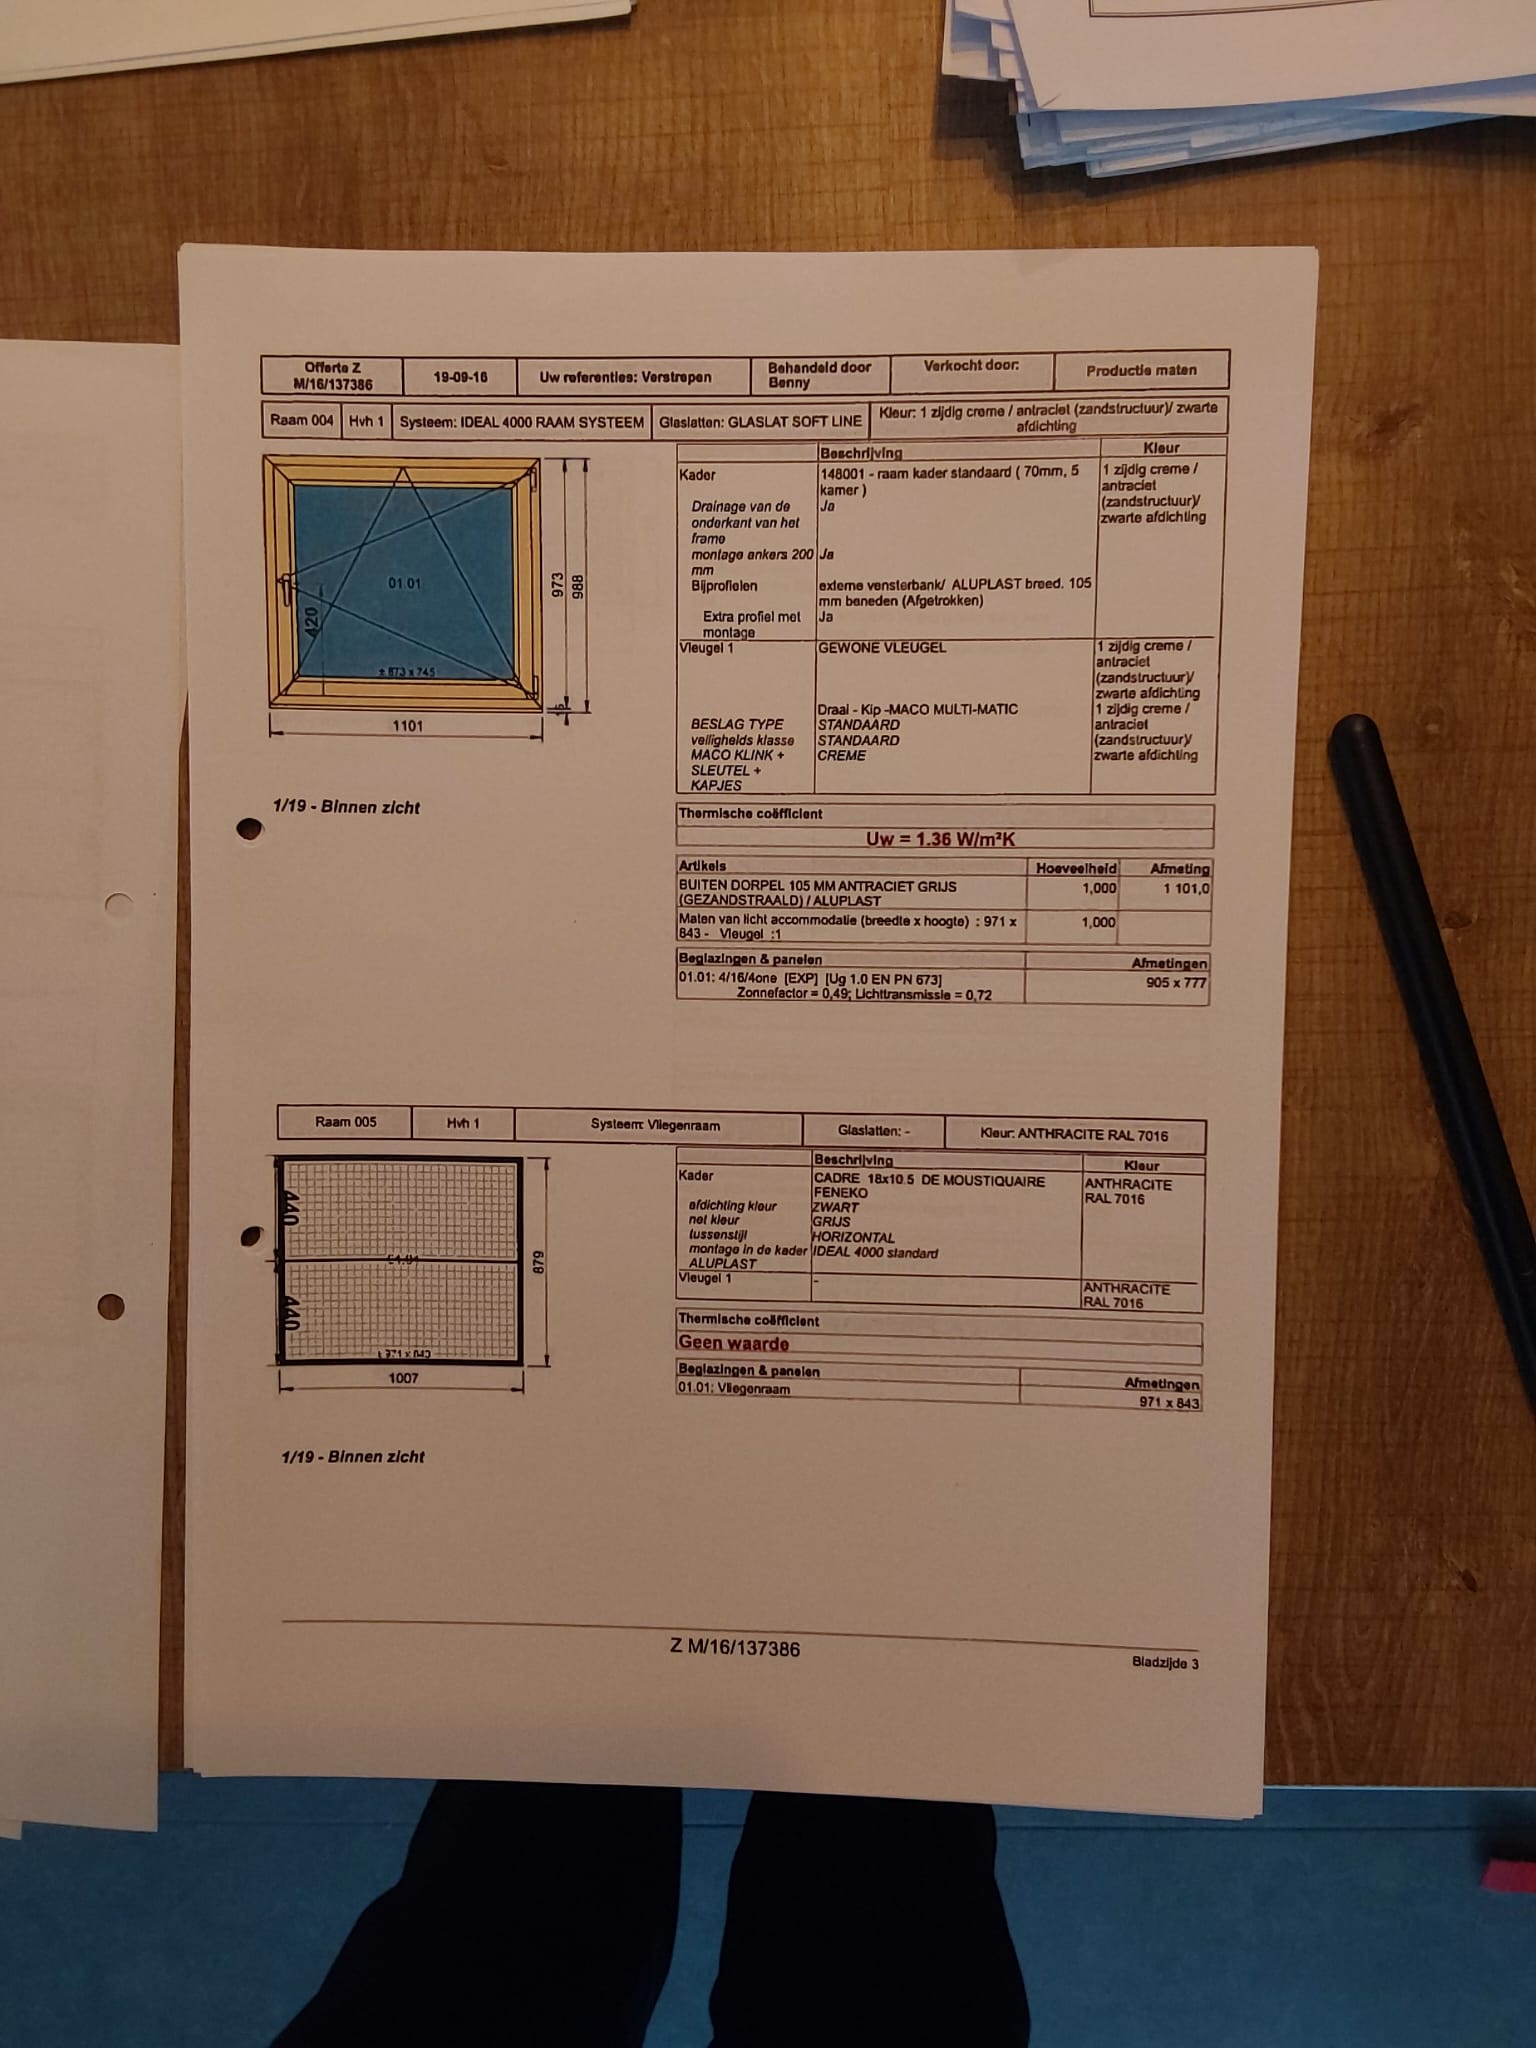 Offerte Z M/16/137386
19-09-16
Uw referenties: Verstrepen
Behandeld door Benny
Verkocht door:
Productie maten
Raam 004
Hvh 1
Systeem: IDEAL 4000 RAAM SYSTEEM
Glaslatten: GLASLAT SOFT LINE
Kleur: 1 zijdig creme / antraciet (zandstructuur)/ zwarte
afdichting
01 01
420
± 873 x 745
973
988
15
1101
1/19 - Binnen zicht
Beschrijving
Kleur
Kader
148001 - raam kader standaard ( 70mm, 5
kamer )
1 zijdig creme /
antraciet
(zandstructuur)/
zwarte afdichting
Drainage van de
onderkant van het
frame
Ja
montage ankers 200
mm
Ja
Bijprofielen
externe vensterbank/ ALUPLAST breed. 105
mm beneden (Afgetrokken)
Extra profiel met
montage
Ja
Vleugel 1
GEWONE VLEUGEL
1 zijdig creme /
antraciet
(zandstructuur)/
zwarte afdichting
Draai - Kip -MACO MULTI-MATIC
1 zijdig creme /
antraciet
(zandstructuur)/
zwarte afdichting
BESLAG TYPE
STANDAARD
veiligheids klasse
STANDAARD
MACO KLINK +
SLEUTEL +
KAPJES
CREME
Thermische coëfficient
Uw = 1.36 W/m²K
Artikels
Hoeveelheid
Afmeting
BUITEN DORPEL 105 MM ANTRACIET GRIJS
(GEZANDSTRAALD) / ALUPLAST
1,000
1 101,0
Maten van licht accommodatie (breedte x hoogte) : 971 x
843 - Vleugel :1
1,000
Beglazingen & panelen
Afmetingen
01.01: 4/16/4one [EXP] [Ug 1.0 EN PN 673]
905 x 777
Zonnefactor = 0,49; Lichttransmissie = 0,72
Raam 005
Hvh 1
Systeem: Vliegenraam
Glaslatten: -
Kleur: ANTHRACITE RAL 7016
440
440
01.01
± 971 x 843
879
1007
1/19 - Binnen zicht
Beschrijving
Kleur
Kader
CADRE 18x10.5 DE MOUSTIQUAIRE
FENEKO
ANTHRACITE
RAL 7016
afdichting kleur
ZWART
net kleur
GRIJS
tussenstijl
HORIZONTAL
montage in de kader
ALUPLAST
IDEAL 4000 standard
Vleugel 1
-
ANTHRACITE
RAL 7016
Thermische coëfficient
Geen waarde
Beglazingen & panelen
Afmetingen
01.01: Vliegenraam
971 x 843
Z M/16/137386
Bladzijde 3